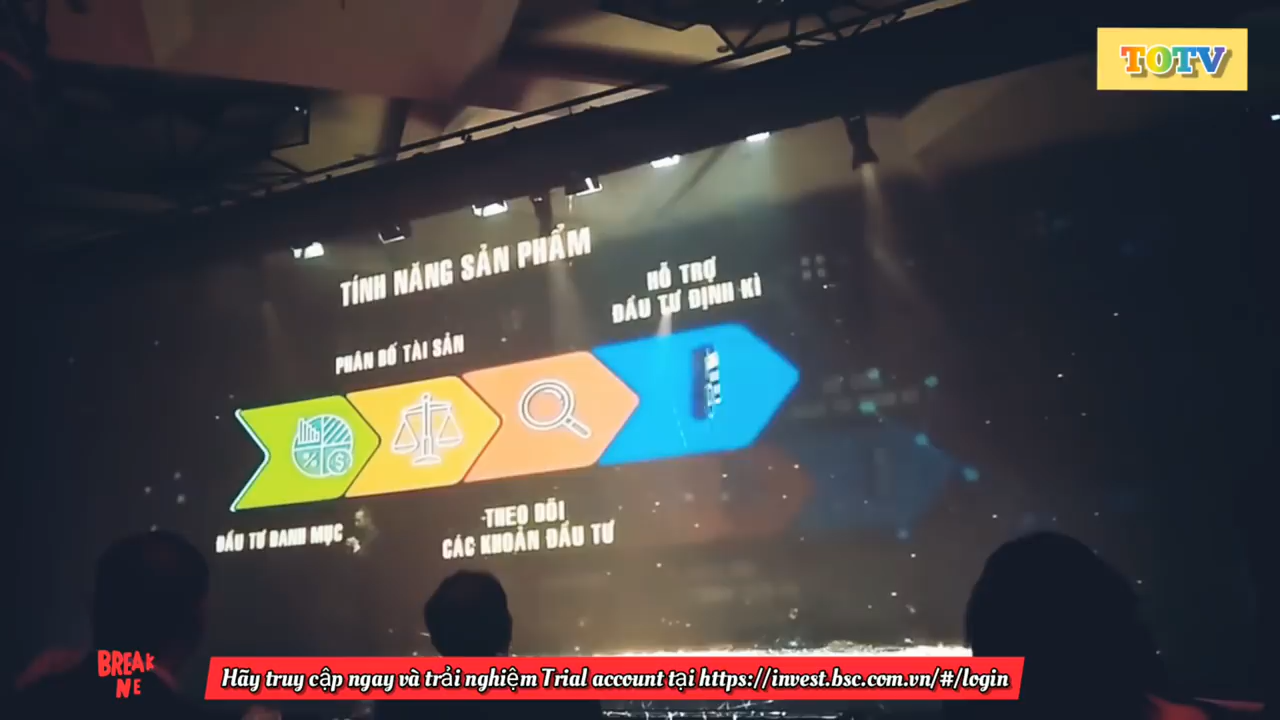 TOTV
TÍNH NĂNG SẢN PHẨM
HỖ TRỢ
ĐẦU TƯ ĐỊNH KÌ
PHÂN BỔ TÀI SẢN
ĐẦU TƯ DANH MỤC
THEO DÕI
CÁC KHOẢN ĐẦU TƯ
BREAK
NE
Hãy truy cập ngay và trải nghiệm Trial account tại https://invest.bsc.com.vn/#/login